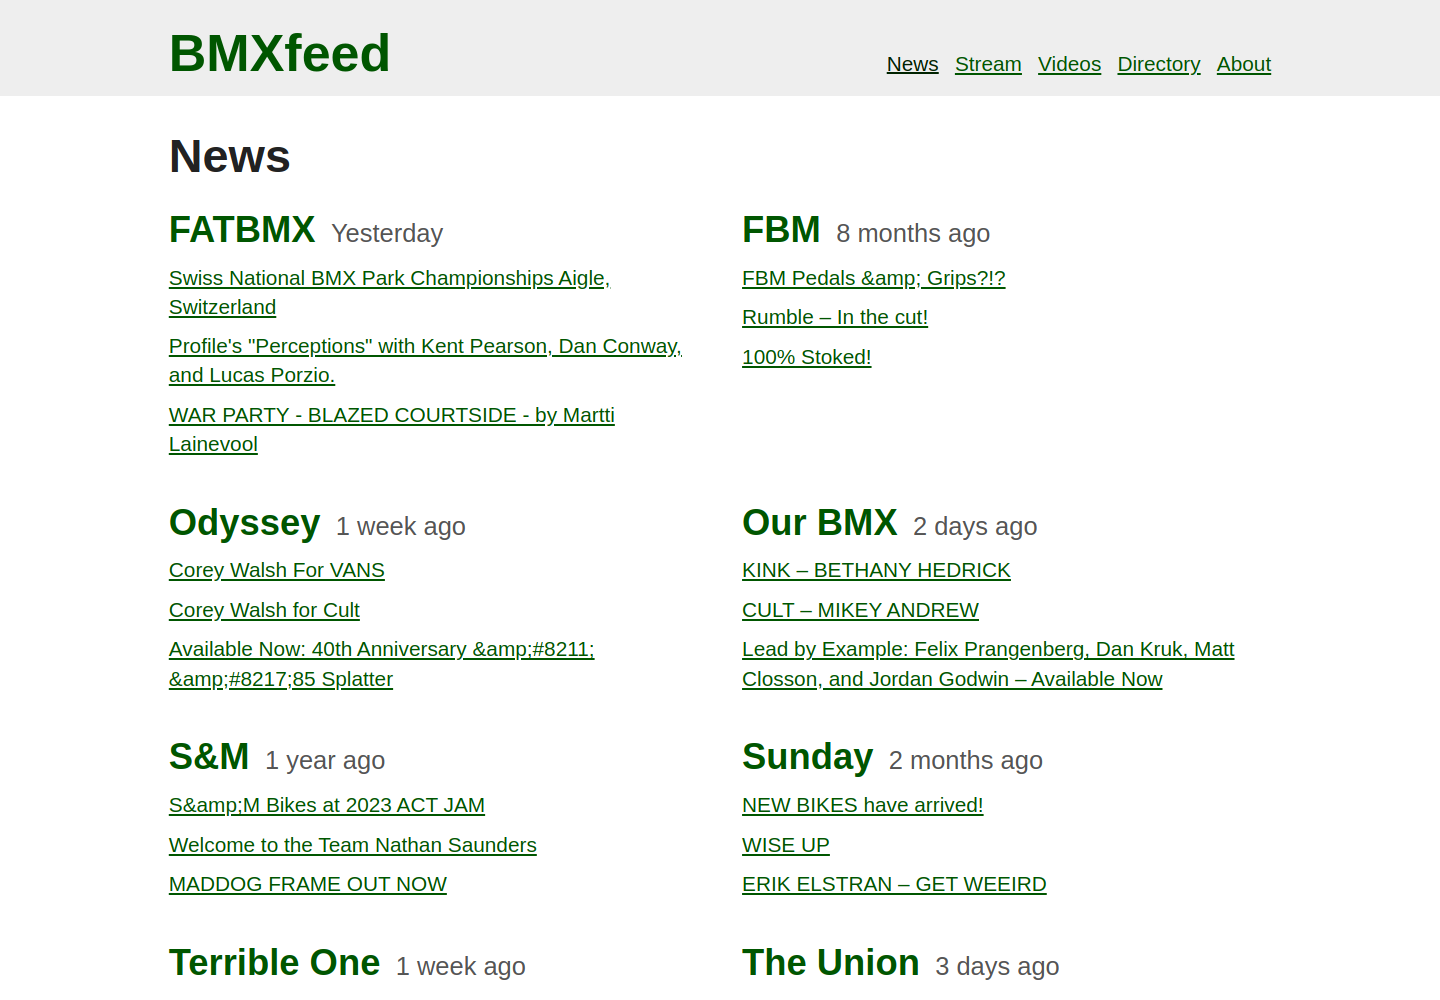 BMXfeed
News Stream Videos Directory About
News
FATBMX Yesterday
Swiss National BMX Park Championships Aigle,
Switzerland
Profile's "Perceptions" with Kent Pearson, Dan Conway,
and Lucas Porzio.
WAR PARTY - BLAZED COURTSIDE - by Martti
Lainevool
FBM 8 months ago
FBM Pedals &amp; Grips?!?
Rumble – In the cut!
100% Stoked!
Odyssey 1 week ago
Corey Walsh For VANS
Corey Walsh for Cult
Available Now: 40th Anniversary &amp;#8211;
&amp;#8217;85 Splatter
Our BMX 2 days ago
KINK – BETHANY HEDRICK
CULT – MIKEY ANDREW
Lead by Example: Felix Prangenberg, Dan Kruk, Matt
Closson, and Jordan Godwin – Available Now
S&M 1 year ago
S&amp;M Bikes at 2023 ACT JAM
Welcome to the Team Nathan Saunders
MADDOG FRAME OUT NOW
Sunday 2 months ago
NEW BIKES have arrived!
WISE UP
ERIK ELSTRAN – GET WEEIRD
Terrible One 1 week ago
The Union 3 days ago